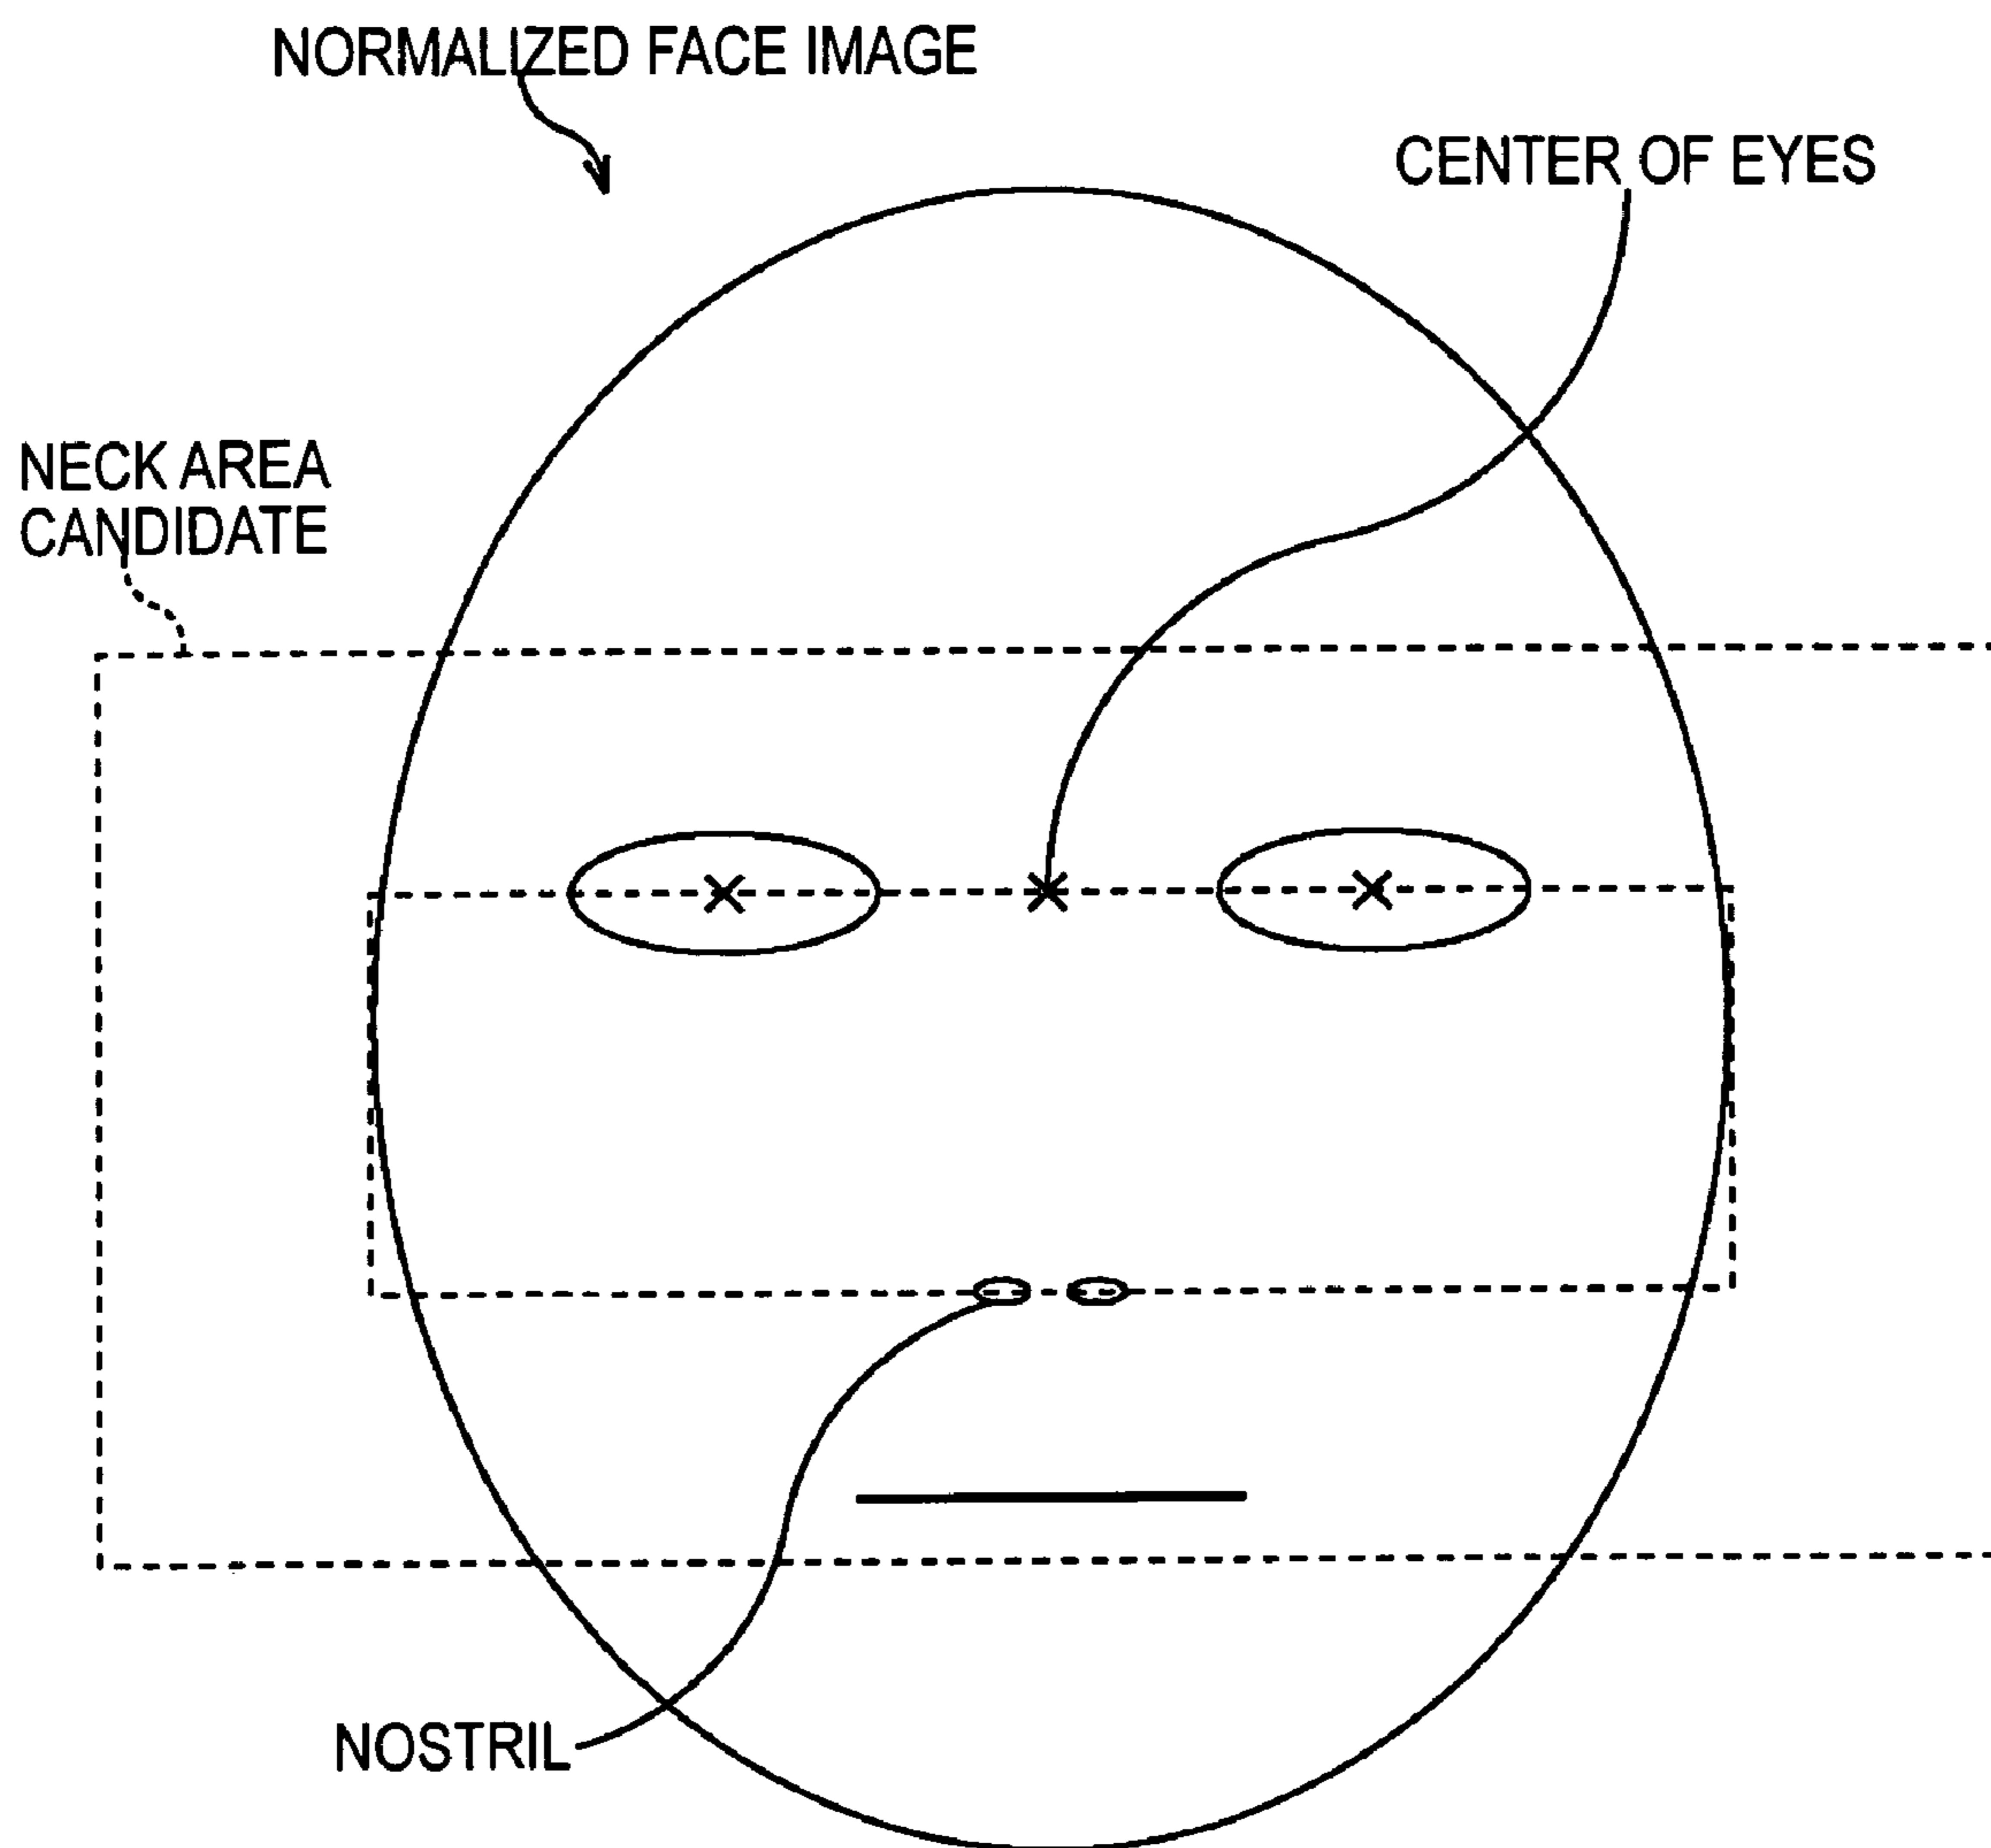 NORMALIZED FACE IMAGE
CENTER OF EYES
NECK AREA
CANDIDATE
NOSTRIL